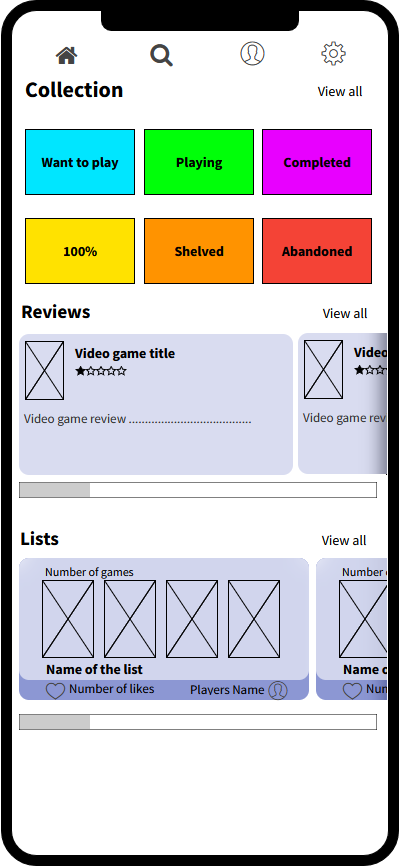 Collection View all
Want to play Playing Completed
100% Shelved Abandoned
Reviews View all
Video game title Video
Video game review ...................................... Video game rev
Lists View all
Number of games Number
Name of the list Name
Number of likes Players Name Num